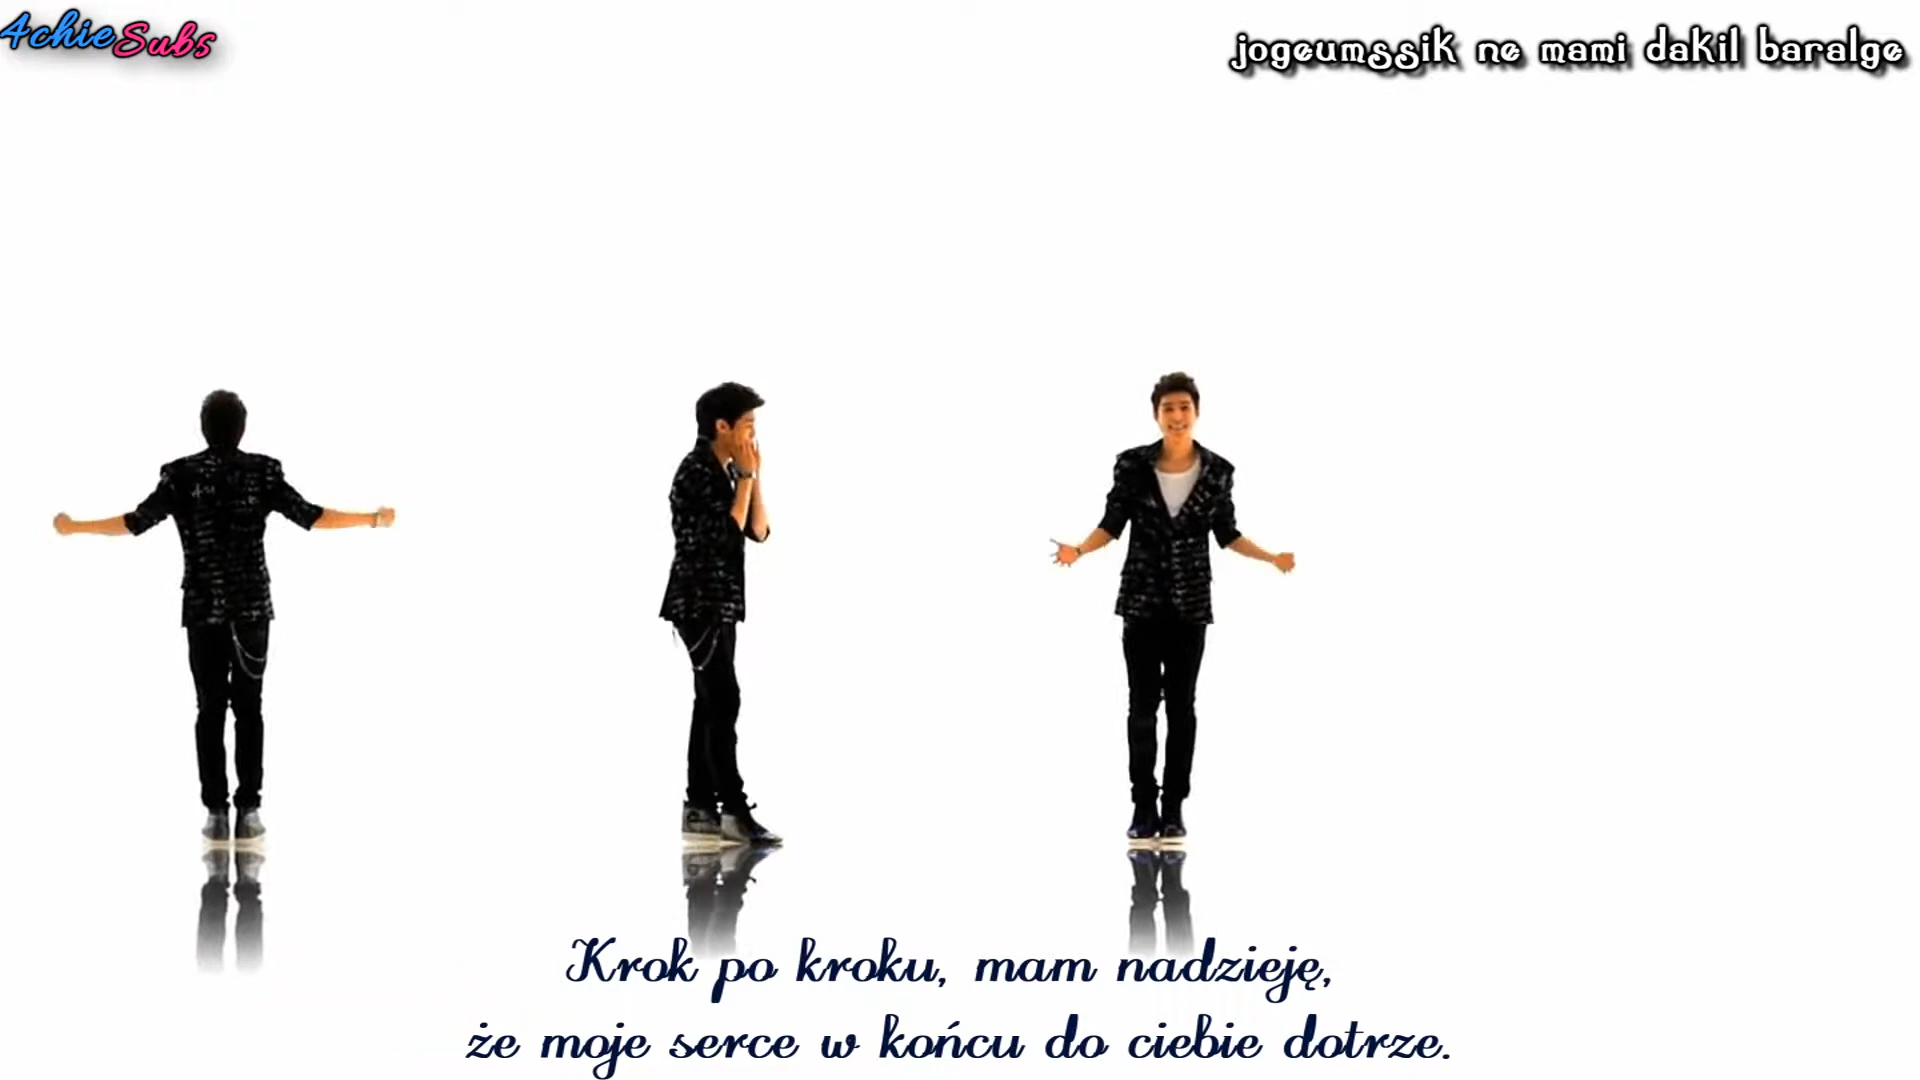 4chieSubs
jogeumssik ne mami dakil baralge
Krok po kroku, mam nadzieję,
że moje serce w końcu do ciebie dotrze.